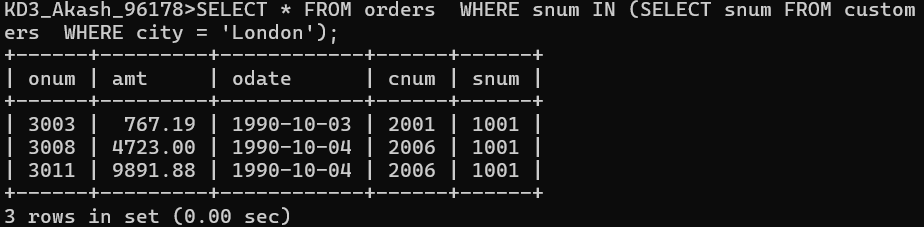 KD3_Akash_96178>SELECT * FROM orders  WHERE snum IN (SELECT snum FROM custom
ers  WHERE city = 'London');
+------+---------+------------+------+------+
| onum | amt     | odate      | cnum | snum |
+------+---------+------------+------+------+
| 3003 |  767.19 | 1990-10-03 | 2001 | 1001 |
| 3008 | 4723.00 | 1990-10-04 | 2006 | 1001 |
| 3011 | 9891.88 | 1990-10-04 | 2006 | 1001 |
+------+---------+------------+------+------+
3 rows in set (0.00 sec)